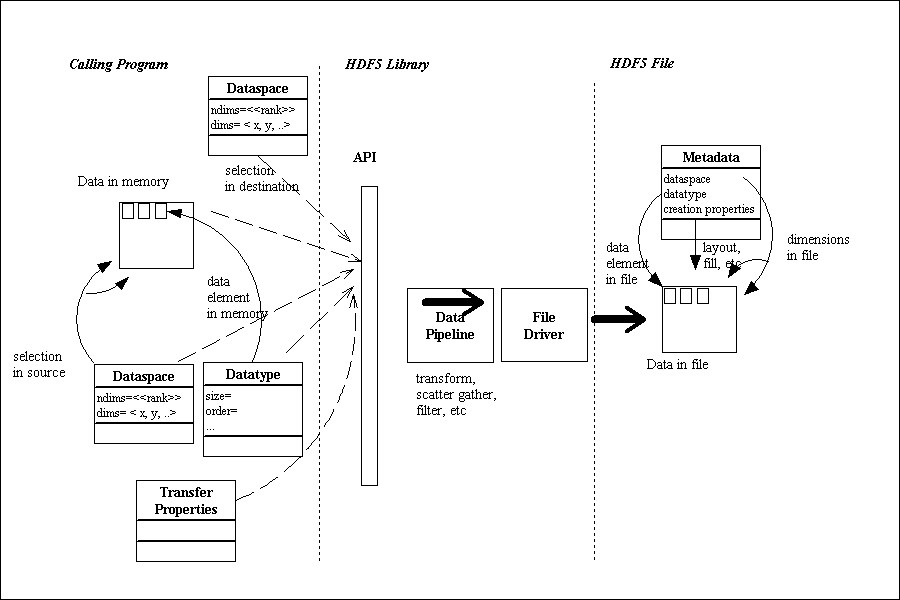 Calling Program
HDF5 Library
HDF5 File
Dataspace
ndims=<<rank>>
dims= < x, y, ..>
selection
in destination
API
Data in memory
data
element
in memory
selection
in source
Dataspace
ndims=<<rank>>
dims= < x, y, ..>
Datatype
size=
order=
...
Transfer
Properties
Data
Pipeline
transform,
scatter gather,
filter, etc
File
Driver
Metadata
dataspace
datatype
creation properties
data
element
in file
layout,
fill, etc
dimensions
in file
Data in file